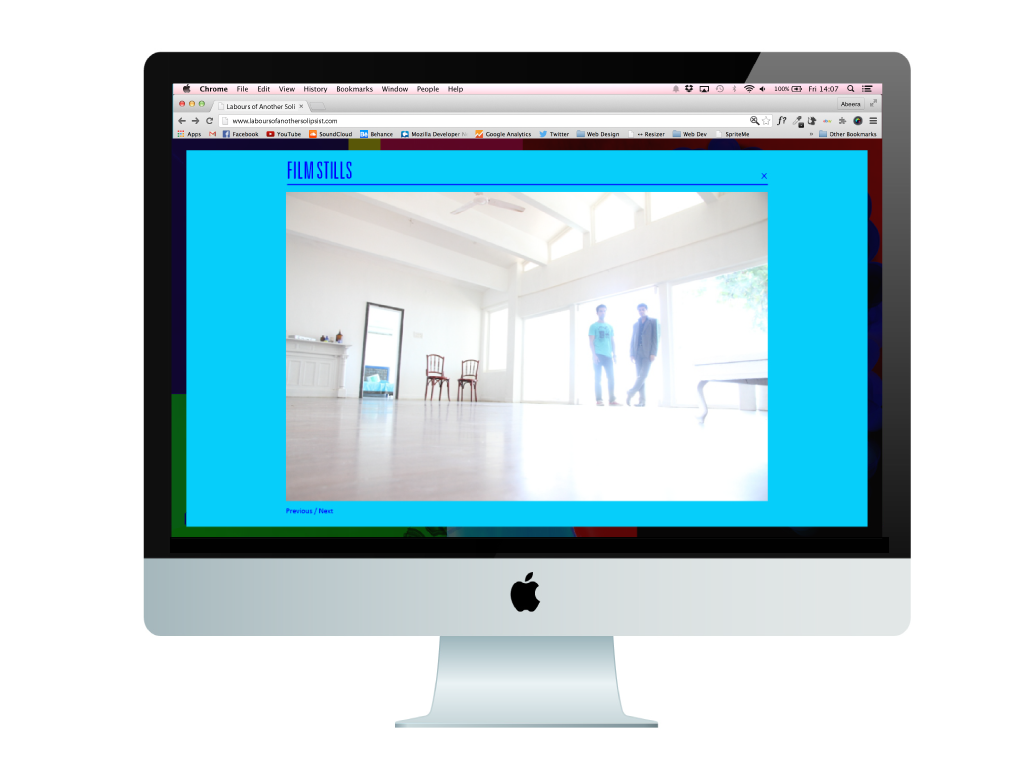 Chrome File Edit View History Bookmarks Window People Help 100% Fri 14:07
Labours of Another Soli × Abeera
www.laboursofanothersolipsist.com f?
Apps Facebook YouTube SoundCloud Bē Behance Mozilla Developer N Google Analytics Twitter Web Design ↔ Resizer Web Dev SpriteMe » Other Bookmarks
FILM STILLS
X
Previous / Next